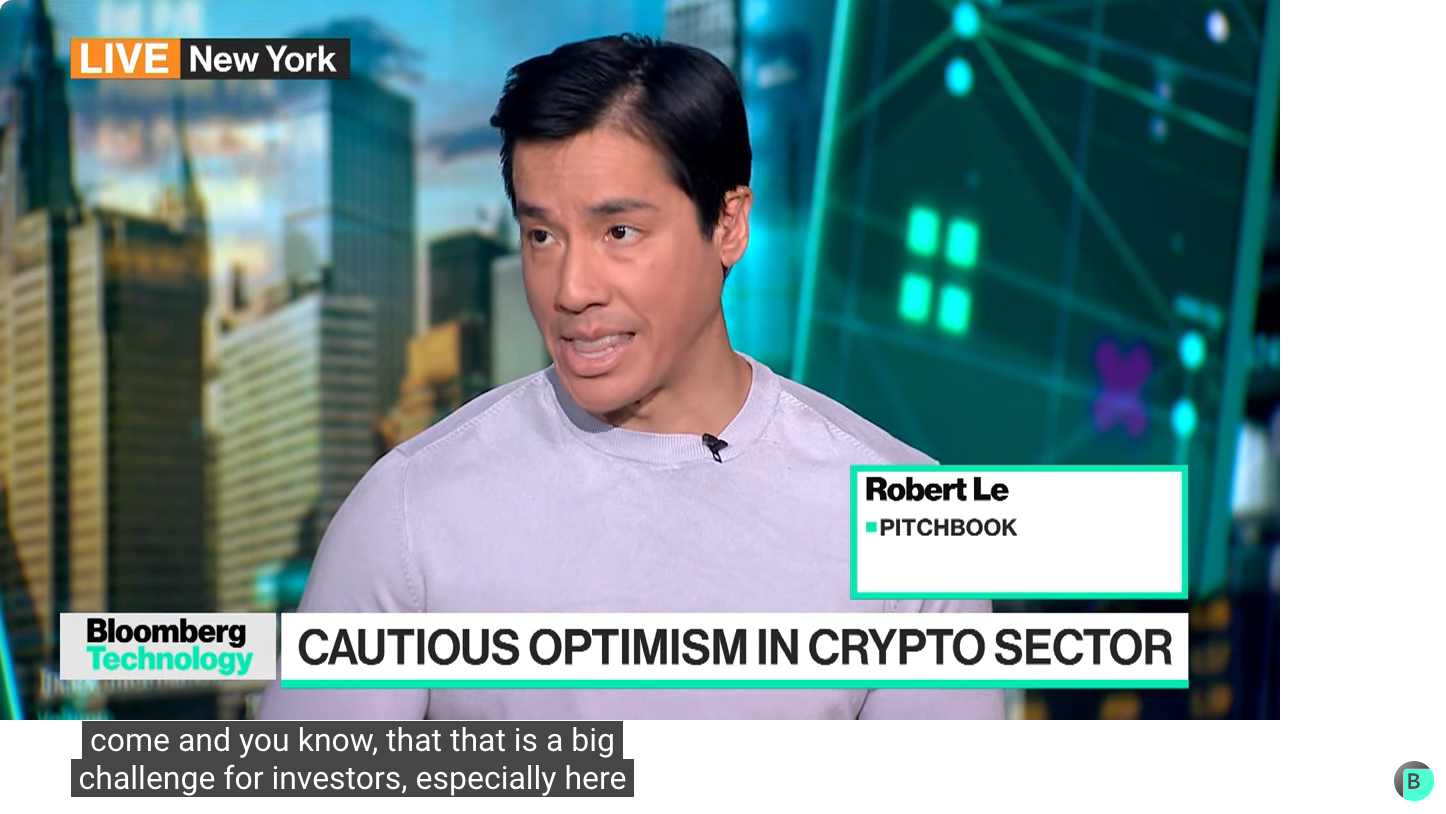 LIVE New York
Robert Le
PITCHBOOK
Bloomberg
Technology
CAUTIOUS OPTIMISM IN CRYPTO SECTOR
come and you know, that that is a big
challenge for investors, especially here
B